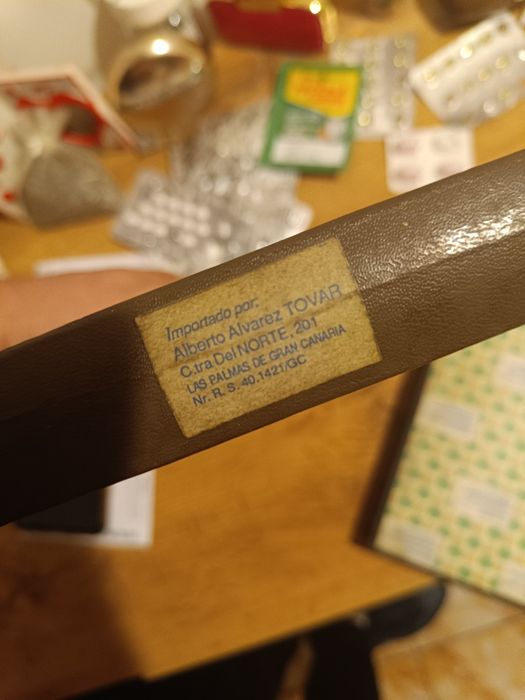 Importado por:
Alberto Alvarez TOVAR
C.tra Del NORTE, 201
LAS PALMAS DE GRAN CANARIA
Nr. R. S. 40.1421/GC